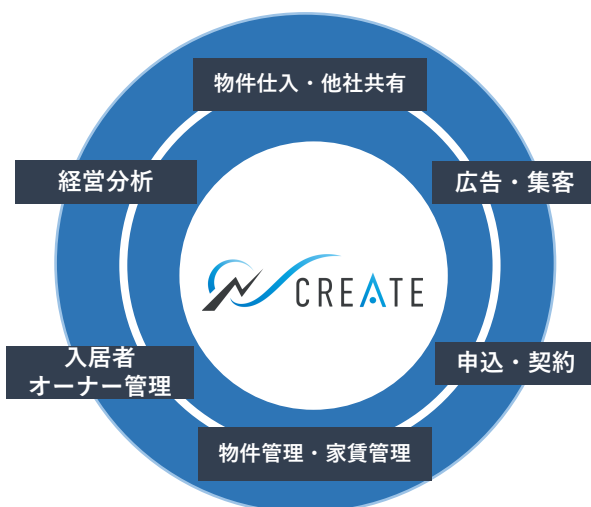 物件仕入・他社共有
経営分析
広告・集客
CREATE
入居者
オーナー管理
申込・契約
物件管理・家賃管理